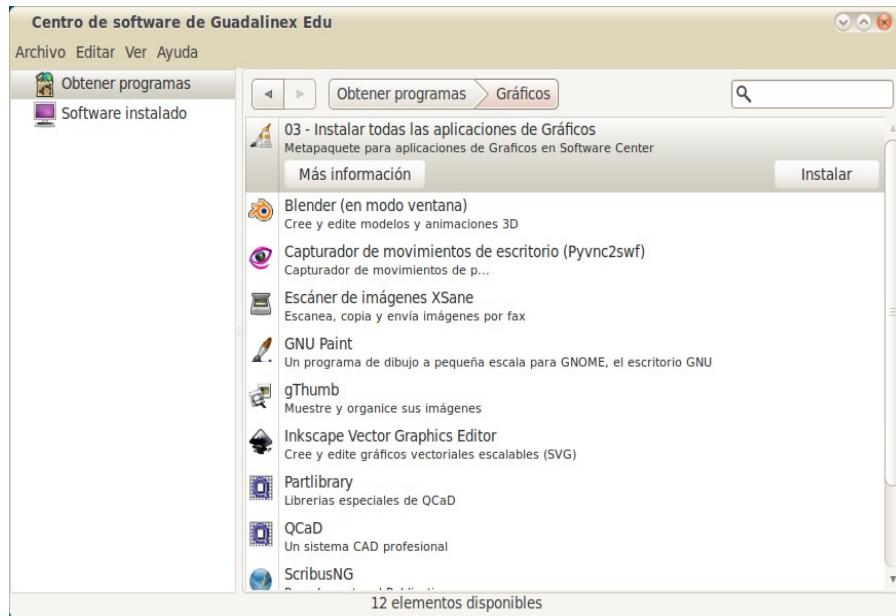 Centro de software de Guadalinex Edu
Archivo Editar Ver Ayuda
Obtener programas
Software instalado
Obtener programas Gráficos
03 - Instalar todas las aplicaciones de Gráficos
Metapaquete para aplicaciones de Graficos en Software Center
Más información Instalar
Blender (en modo ventana)
Cree y edite modelos y animaciones 3D
Capturador de movimientos de escritorio (Pyvnc2swf)
Capturador de movimientos de p...
Escáner de imágenes XSane
Escanea, copia y envía imágenes por fax
GNU Paint
Un programa de dibujo a pequeña escala para GNOME, el escritorio GNU
gThumb
Muestre y organice sus imágenes
Inkscape Vector Graphics Editor
Cree y edite gráficos vectoriales escalables (SVG)
Partlibrary
Librerias especiales de QCaD
QCaD
Un sistema CAD profesional
ScribusNG
12 elementos disponibles